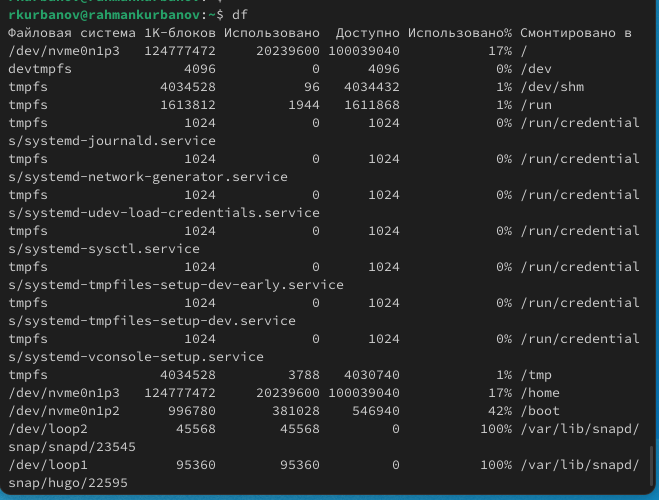 rkurbanov@rahmankurbanov:~$ df
Файловая система 1K-блоков Использовано  Доступно Использовано% Смонтировано в
/dev/nvme0n1p3   124777472     20239600 100039040           17% /
devtmpfs              4096            0      4096            0% /dev
tmpfs              4034528           96   4034432            1% /dev/shm
tmpfs              1613812         1944   1611868            1% /run
tmpfs                 1024            0      1024            0% /run/credential
s/systemd-journald.service
tmpfs                 1024            0      1024            0% /run/credential
s/systemd-network-generator.service
tmpfs                 1024            0      1024            0% /run/credential
s/systemd-udev-load-credentials.service
tmpfs                 1024            0      1024            0% /run/credential
s/systemd-sysctl.service
tmpfs                 1024            0      1024            0% /run/credential
s/systemd-tmpfiles-setup-dev-early.service
tmpfs                 1024            0      1024            0% /run/credential
s/systemd-tmpfiles-setup-dev.service
tmpfs                 1024            0      1024            0% /run/credential
s/systemd-vconsole-setup.service
tmpfs              4034528         3788   4030740            1% /tmp
/dev/nvme0n1p3   124777472     20239600 100039040           17% /home
/dev/nvme0n1p2      996780       381028    546940           42% /boot
/dev/loop2           45568        45568         0          100% /var/lib/snapd/
snap/snapd/23545
/dev/loop1           95360        95360         0          100% /var/lib/snapd/
snap/hugo/22595